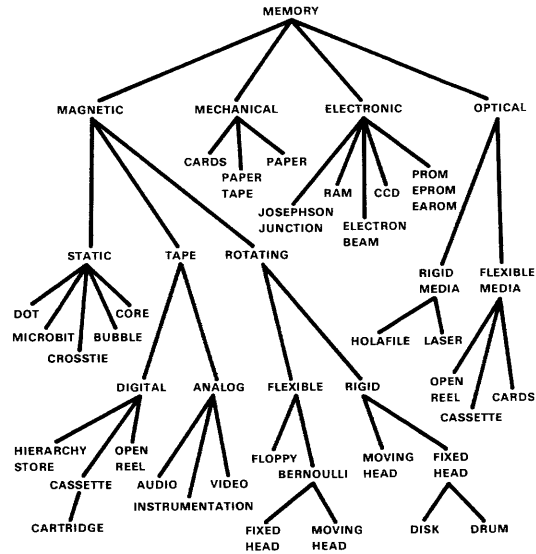 MEMORY
MAGNETIC
MECHANICAL
ELECTRONIC
OPTICAL
CARDS
PAPER
TAPE
PAPER
JOSEPHSON
JUNCTION
RAM
ELECTRON
BEAM
CCD
PROM
EPROM
EAROM
STATIC
TAPE
ROTATING
RIGID
MEDIA
FLEXIBLE
MEDIA
DOT
MICROBIT
CROSSTIE
BUBBLE
CORE
HOLAFILE
LASER
OPEN
REEL
CASSETTE
CARDS
DIGITAL
ANALOG
FLEXIBLE
RIGID
HIERARCHY
STORE
CASSETTE
OPEN
REEL
CARTRIDGE
AUDIO
INSTRUMENTATION
VIDEO
FLOPPY
BERNOULLI
MOVING
HEAD
FIXED
HEAD
FIXED
HEAD
MOVING
HEAD
DISK
DRUM